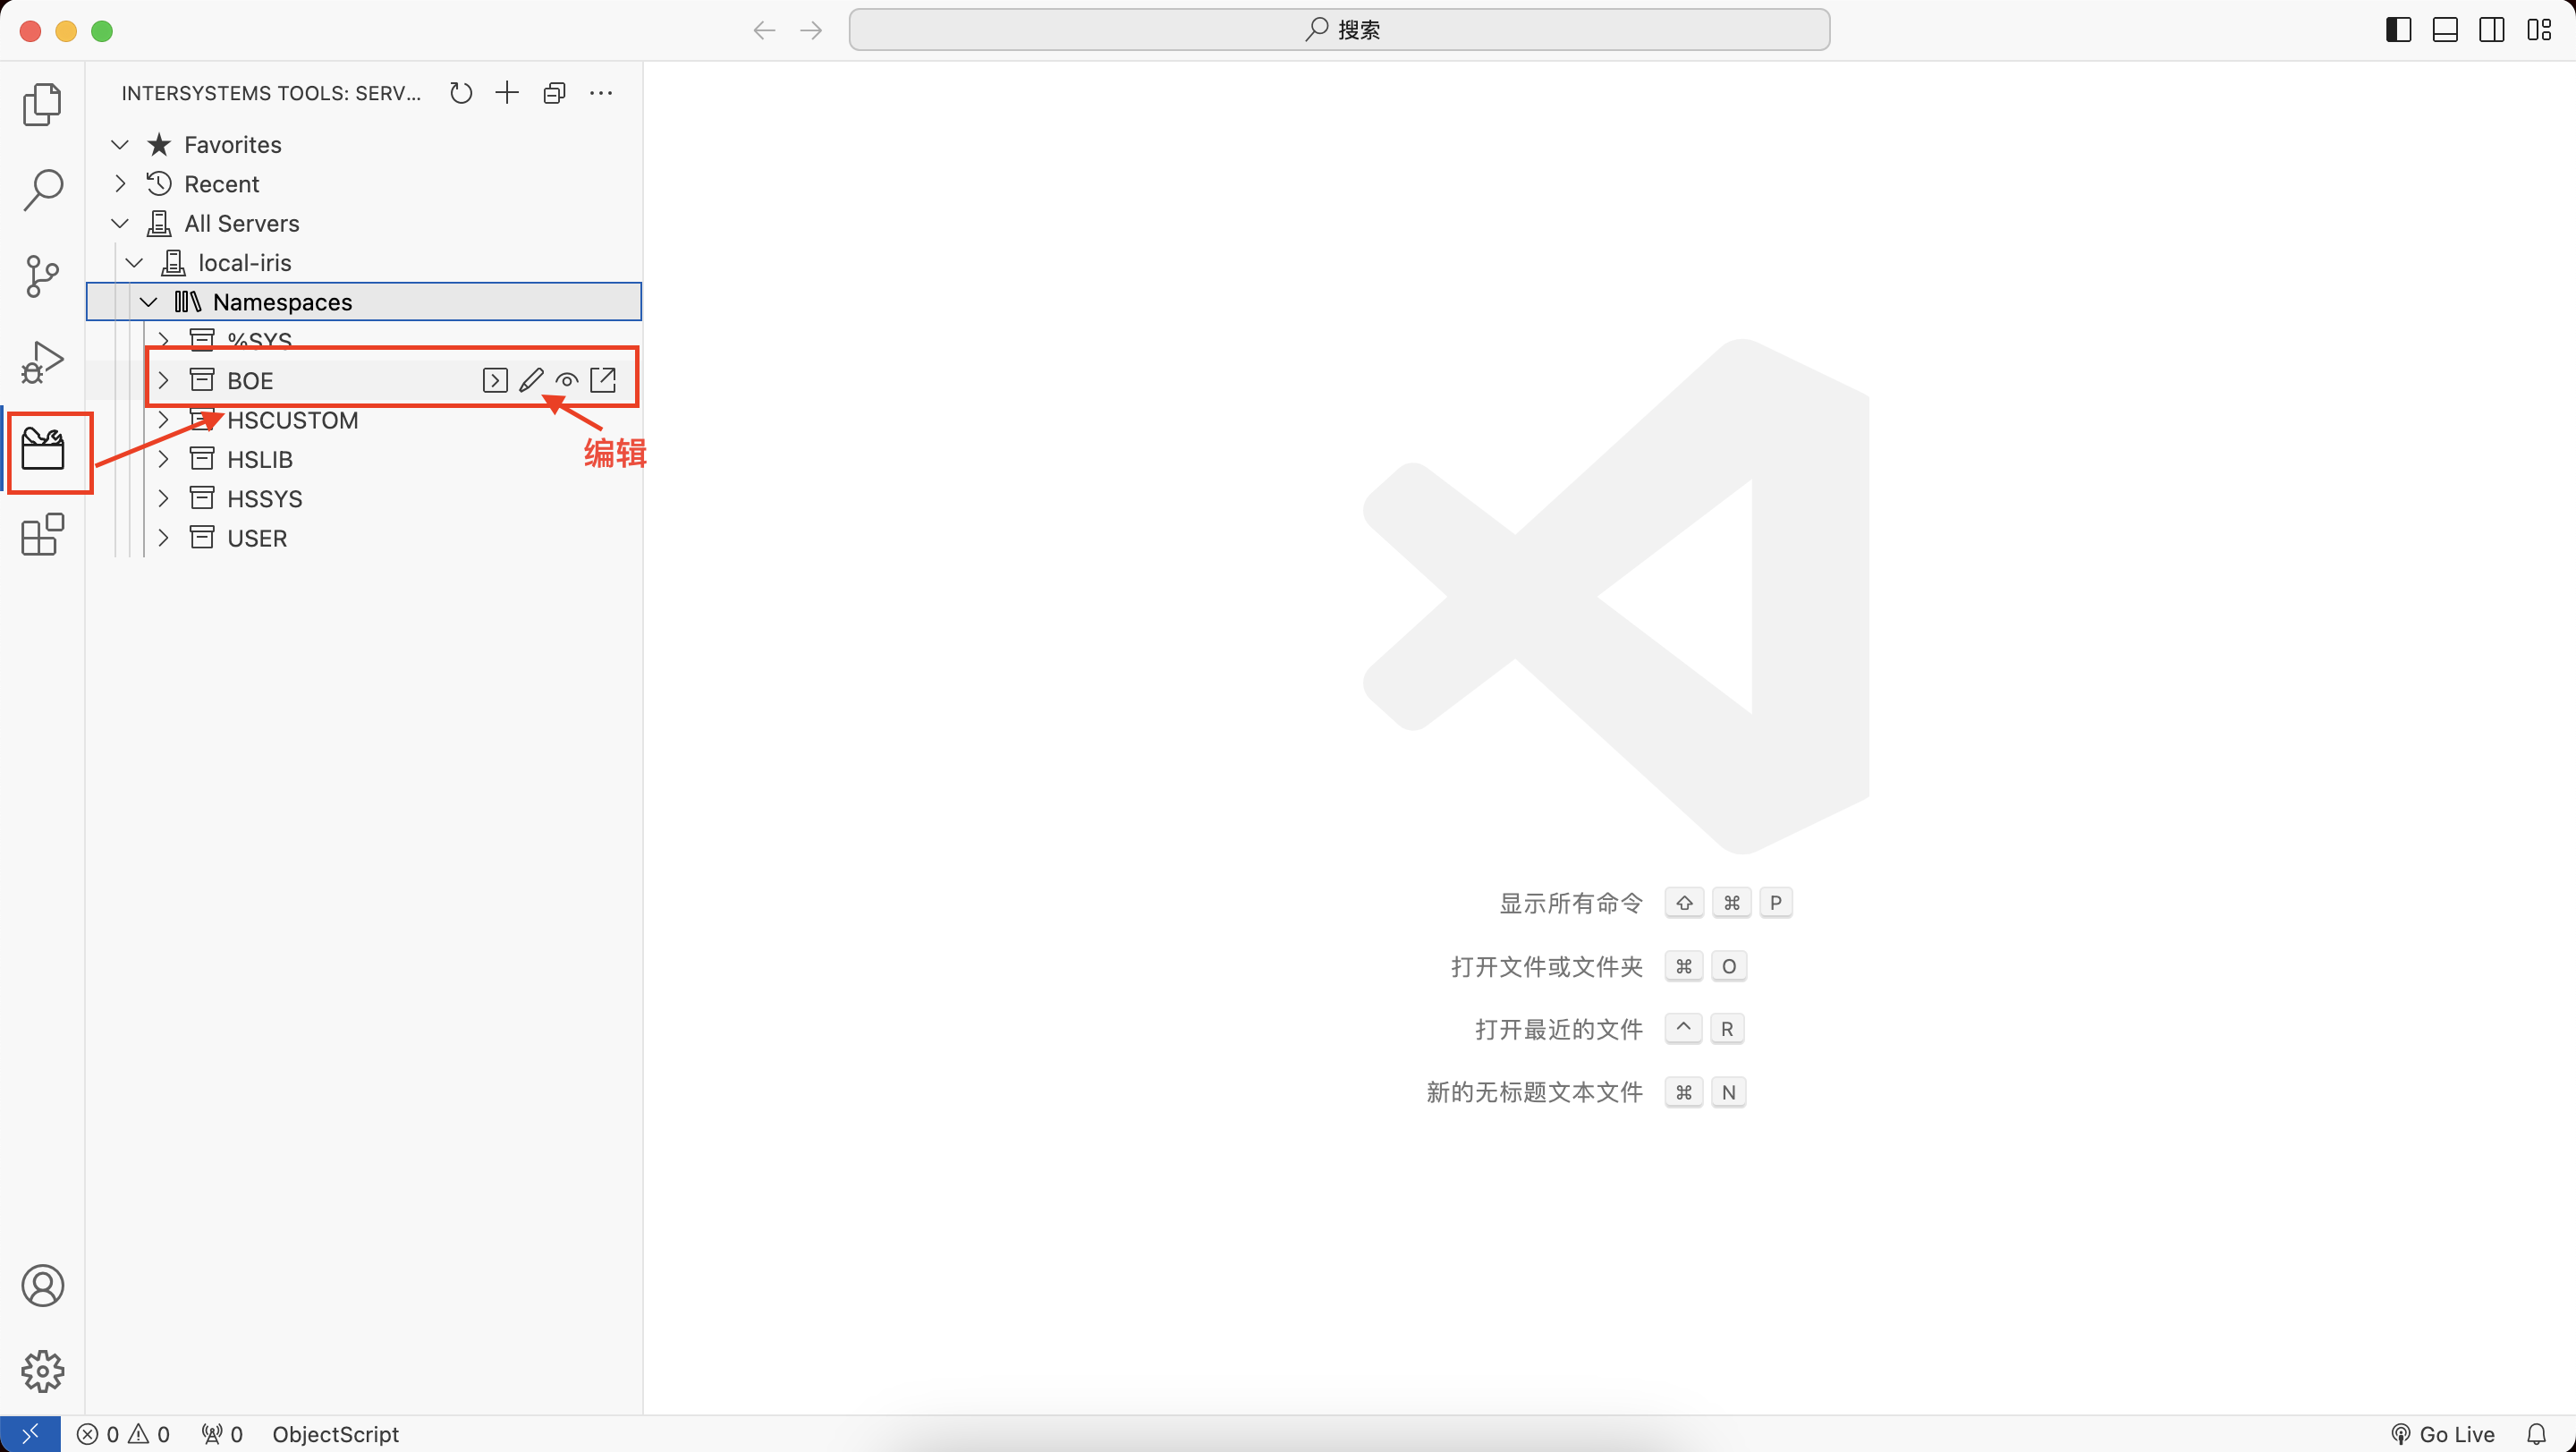 搜索
INTERSYSTEMS TOOLS: SERV...
Favorites
Recent
All Servers
local-iris
Namespaces
%SYS
BOE
HSCUSTOM
编辑
HSLIB
HSSYS
USER
显示所有命令 ⇧ ⌘ P
打开文件或文件夹 ⌘ O
打开最近的文件 ^ R
新的无标题文本文件 ⌘ N
0 0 0 ObjectScript Go Live